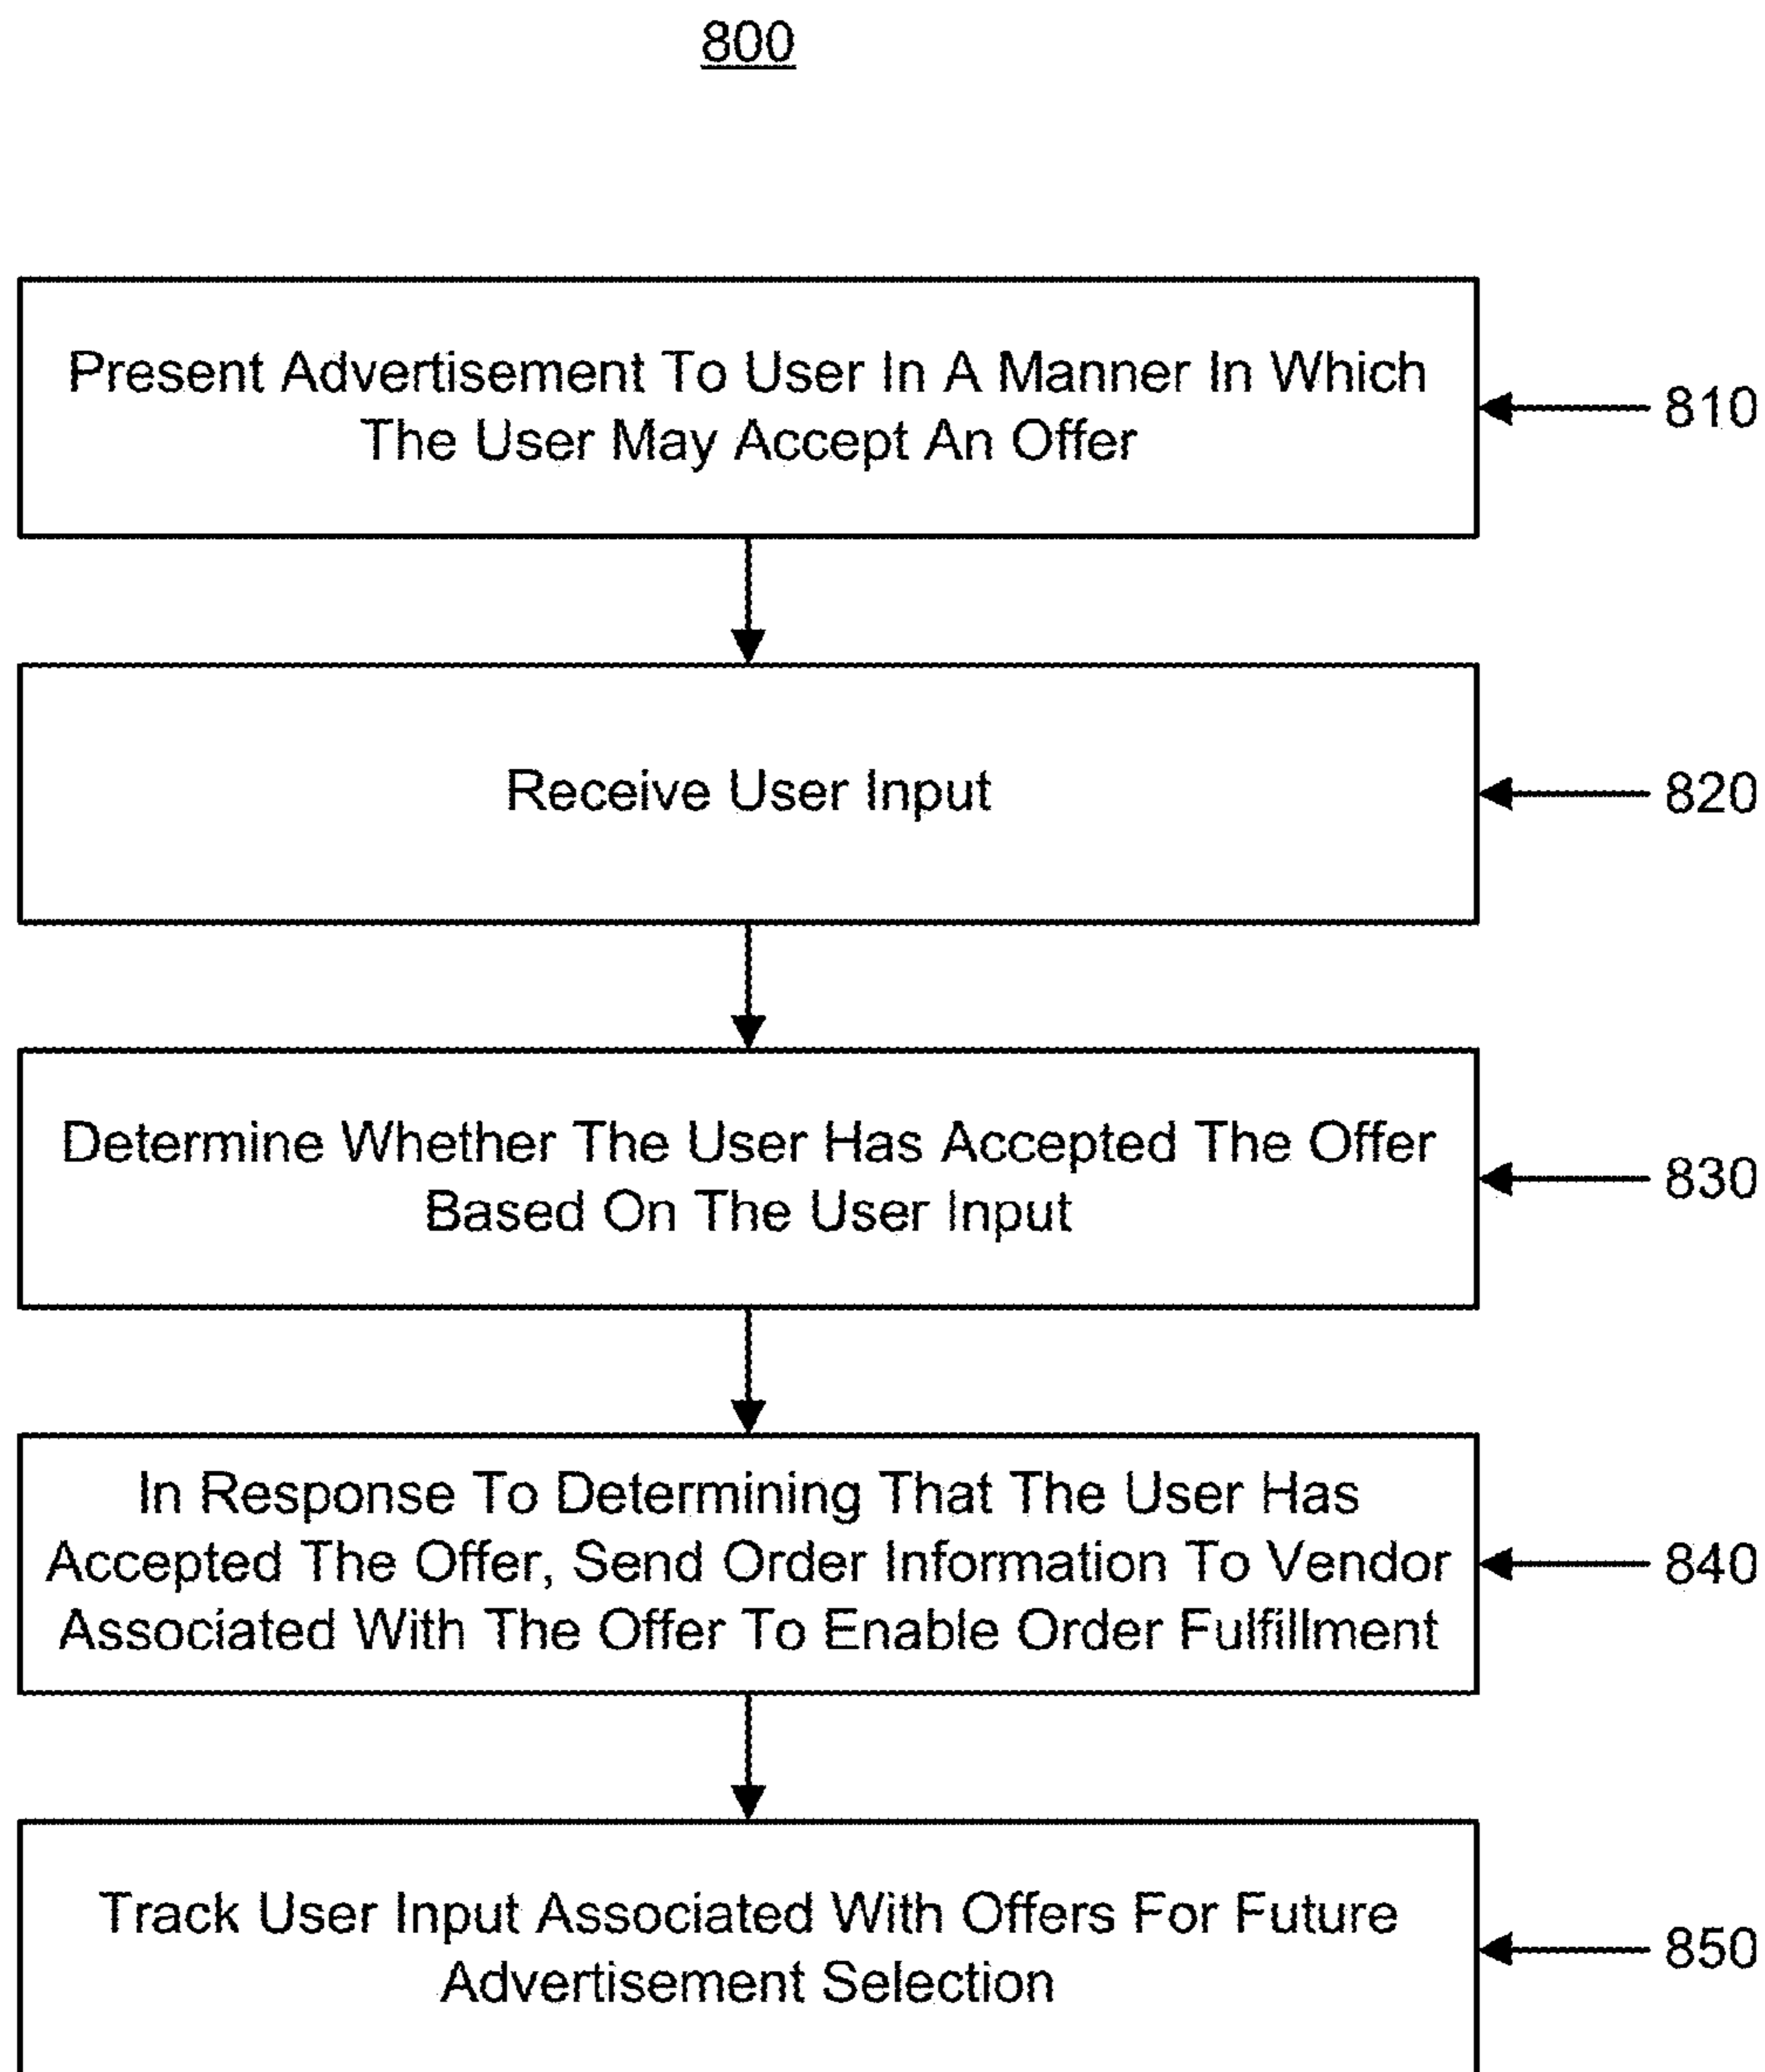 800
Present Advertisement To User In A Manner In Which
The User May Accept An Offer
810
Receive User Input
820
Determine Whether The User Has Accepted The Offer
Based On The User Input
830
In Response To Determining That The User Has
Accepted The Offer, Send Order Information To Vendor
Associated With The Offer To Enable Order Fulfillment
840
Track User Input Associated With Offers For Future
Advertisement Selection
850